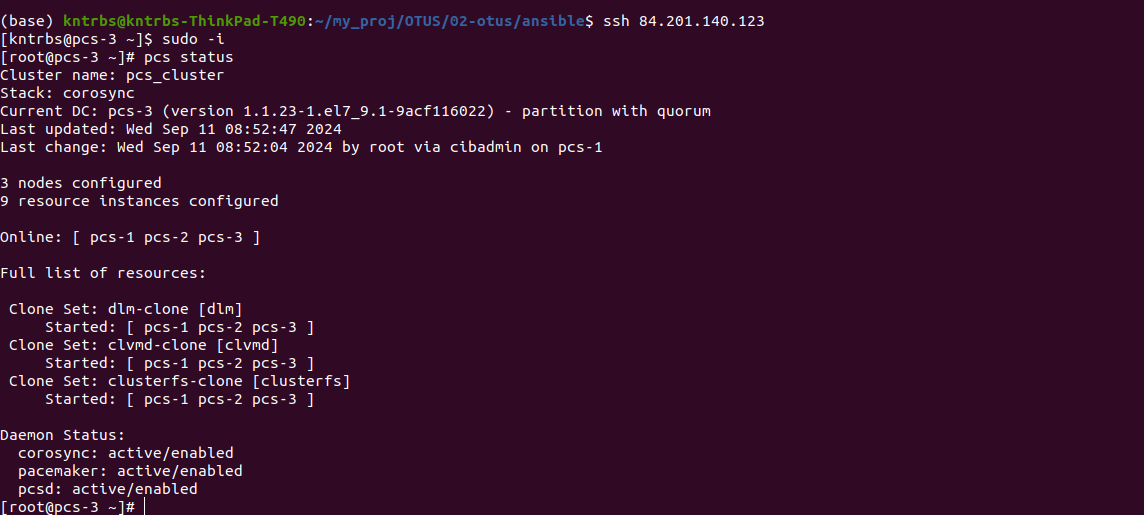 (base) kntrbs@kntrbs-ThinkPad-T490:~/my_proj/OTUS/02-otus/ansible$ ssh 84.201.140.123
[kntrbs@pcs-3 ~]$ sudo -i
[root@pcs-3 ~]# pcs status
Cluster name: pcs_cluster
Stack: corosync
Current DC: pcs-3 (version 1.1.23-1.el7_9.1-9acf116022) - partition with quorum
Last updated: Wed Sep 11 08:52:47 2024
Last change: Wed Sep 11 08:52:04 2024 by root via cibadmin on pcs-1

3 nodes configured
9 resource instances configured

Online: [ pcs-1 pcs-2 pcs-3 ]

Full list of resources:

 Clone Set: dlm-clone [dlm]
     Started: [ pcs-1 pcs-2 pcs-3 ]
 Clone Set: clvmd-clone [clvmd]
     Started: [ pcs-1 pcs-2 pcs-3 ]
 Clone Set: clusterfs-clone [clusterfs]
     Started: [ pcs-1 pcs-2 pcs-3 ]

Daemon Status:
  corosync: active/enabled
  pacemaker: active/enabled
  pcsd: active/enabled
[root@pcs-3 ~]#